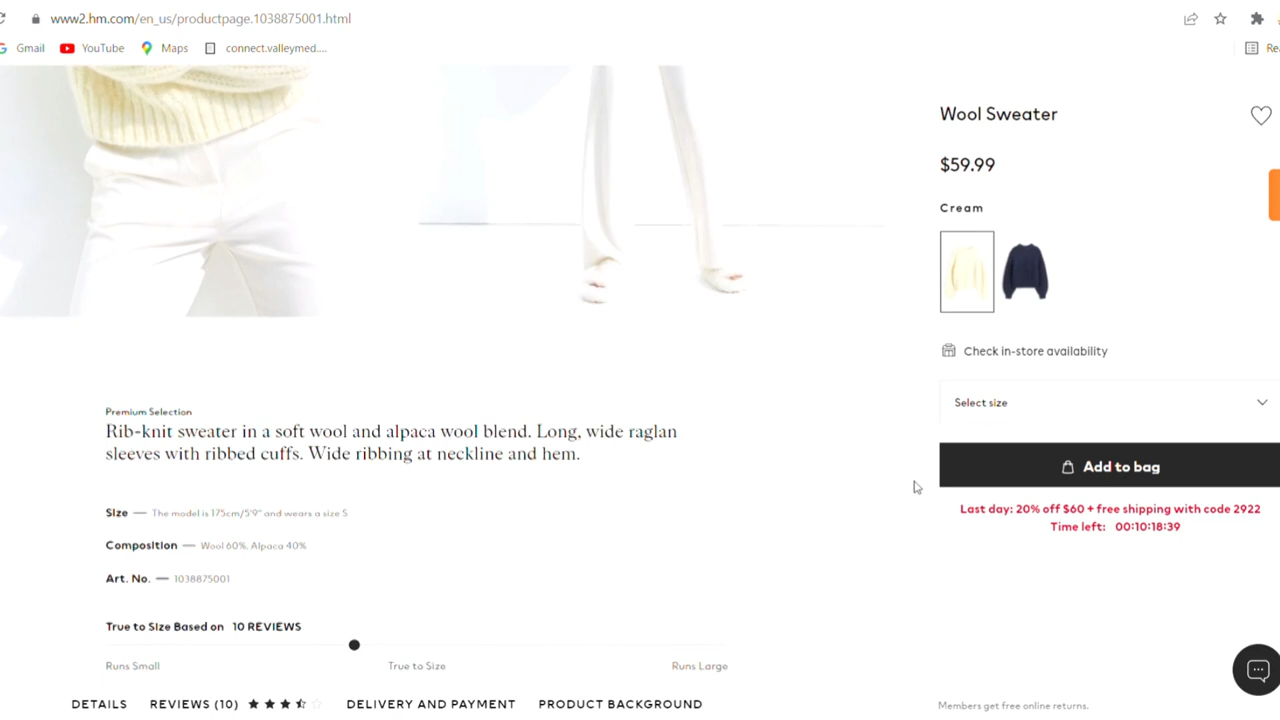 www2.hm.com/en_us/productpage.1038875001.html
Gmail YouTube Maps connect.valleymed....
Wool Sweater
$59.99
Cream
Check in-store availability
Select size
Add to bag
Last day: 20% off $60 + free shipping with code 2922
Time left: 00:10:18:39
Premium Selection
Rib-knit sweater in a soft wool and alpaca wool blend. Long, wide raglan
sleeves with ribbed cuffs. Wide ribbing at neckline and hem.
Size — The model is 175cm/5'9" and wears a size S
Composition — Wool 60%, Alpaca 40%
Art. No. — 1038875001
True to Size Based on 10 REVIEWS
Runs Small True to Size Runs Large
DETAILS REVIEWS (10) DELIVERY AND PAYMENT PRODUCT BACKGROUND
Members get free online returns.